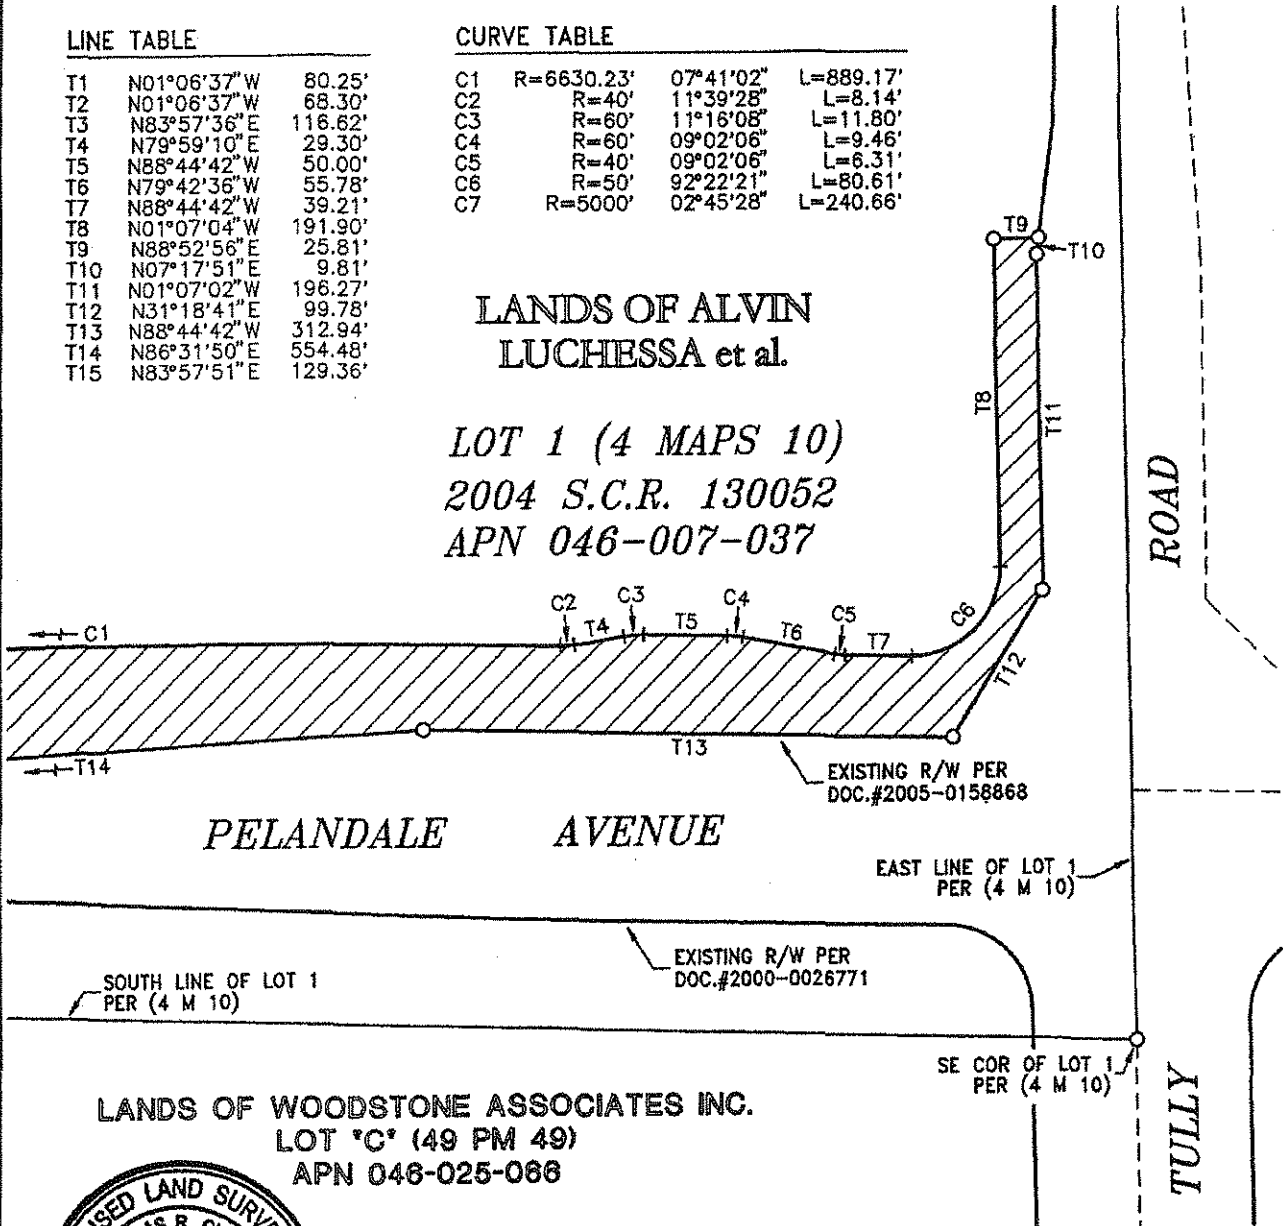 LINE TABLE
T1 N01°06'37"W 80.25'
T2 N01°06'37"W 68.30'
T3 N83°57'36"E 116.62'
T4 N79°59'10"E 29.30'
T5 N88°44'42"W 50.00'
T6 N79°42'36"W 55.78'
T7 N88°44'42"W 39.21'
T8 N01°07'04"W 191.90'
T9 N88°52'56"E 25.81'
T10 N07°17'51"E 9.81'
T11 N01°07'02"W 196.27'
T12 N31°18'41"E 99.78'
T13 N88°44'42"W 312.94'
T14 N86°31'50"E 554.48'
T15 N83°57'51"E 129.36'
CURVE TABLE
C1 R=6630.23' 07°41'02" L=889.17'
C2 R=40' 11°39'28" L=8.14'
C3 R=60' 11°16'08" L=11.80'
C4 R=60' 09°02'06" L=9.46'
C5 R=40' 09°02'06" L=6.31'
C6 R=50' 92°22'21" L=80.61'
C7 R=5000' 02°45'28" L=240.66'
T9
T10
LANDS OF ALVIN
LUCHESSA et al.
T8
T11
LOT 1 (4 MAPS 10)
2004 S.C.R. 130052
APN 046-007-037
ROAD
C1
C2
T4
C3
T5
C4
T6
C5
T7
C6
T12
T13
T14
EXISTING R/W PER
DOC.#2005-0158868
PELANDALE AVENUE
EAST LINE OF LOT 1
PER (4 M 10)
EXISTING R/W PER
DOC.#2000-0026771
SOUTH LINE OF LOT 1
PER (4 M 10)
SE COR OF LOT 1
PER (4 M 10)
TULLY
LANDS OF WOODSTONE ASSOCIATES INC.
LOT "C" (49 PM 49)
APN 046-025-066
LAND